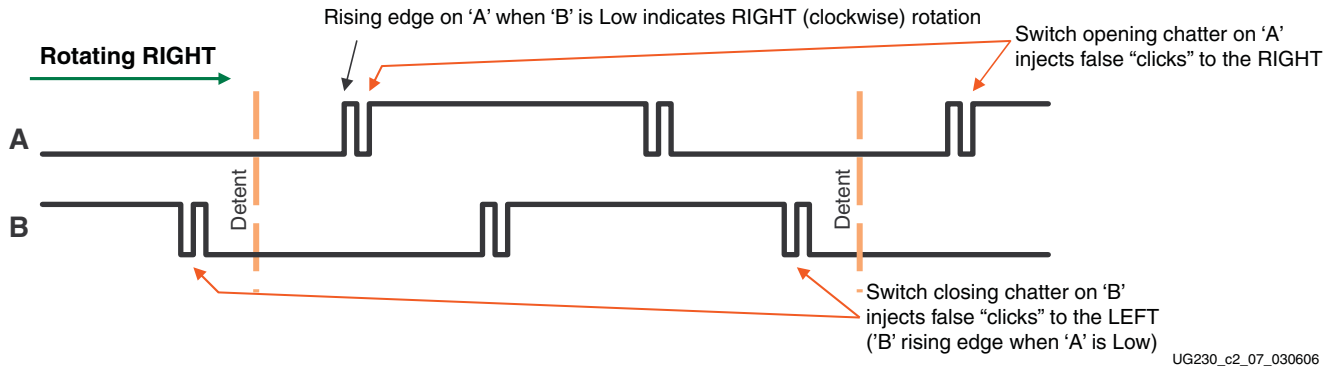 Rising edge on ‘A’ when ‘B’ is Low indicates RIGHT (clockwise) rotation
Switch opening chatter on ‘A’
injects false “clicks” to the RIGHT
Rotating RIGHT
A
Detent
Detent
B
Switch closing chatter on ‘B’
injects false “clicks” to the LEFT
(’B’ rising edge when ‘A’ is Low)
UG230_c2_07_030606